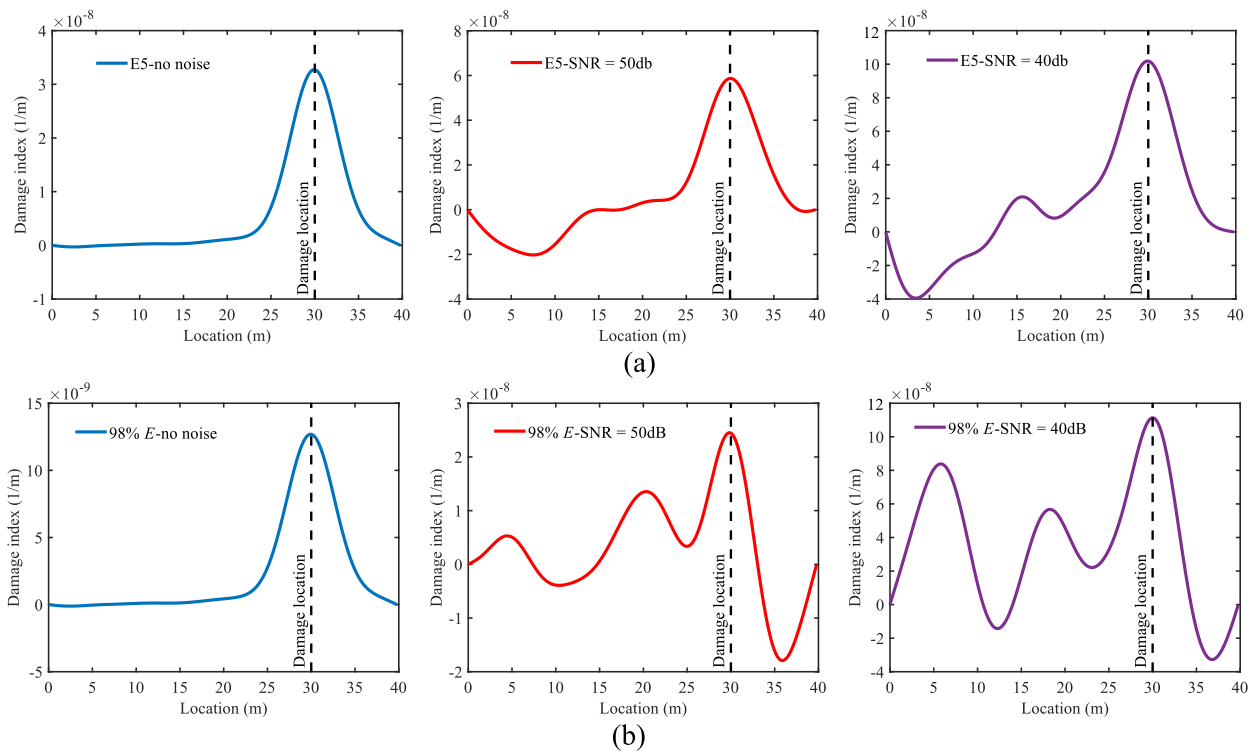 ×10-8
4
3
2
1
0
-1
E5-no noise
Damage location
Damage index (1/m)
0 5 10 15 20 25 30 35 40
Location (m)
×10-8
8
6
4
2
0
-2
-4
E5-SNR = 50db
Damage location
Damage index (1/m)
0 5 10 15 20 25 30 35 40
Location (m)
×10-8
12
10
8
6
4
2
0
-2
-4
E5-SNR = 40db
Damage location
Damage index (1/m)
0 5 10 15 20 25 30 35 40
Location (m)
(a)
×10-9
15
10
5
0
-5
98% E-no noise
Damage location
Damage index (1/m)
0 5 10 15 20 25 30 35 40
Location (m)
×10-8
3
2
1
0
-1
-2
98% E-SNR = 50dB
Damage location
Damage index (1/m)
0 5 10 15 20 25 30 35 40
Location (m)
×10-8
12
10
8
6
4
2
0
-2
-4
98% E-SNR = 40dB
Damage location
Damage index (1/m)
0 5 10 15 20 25 30 35 40
Location (m)
(b)